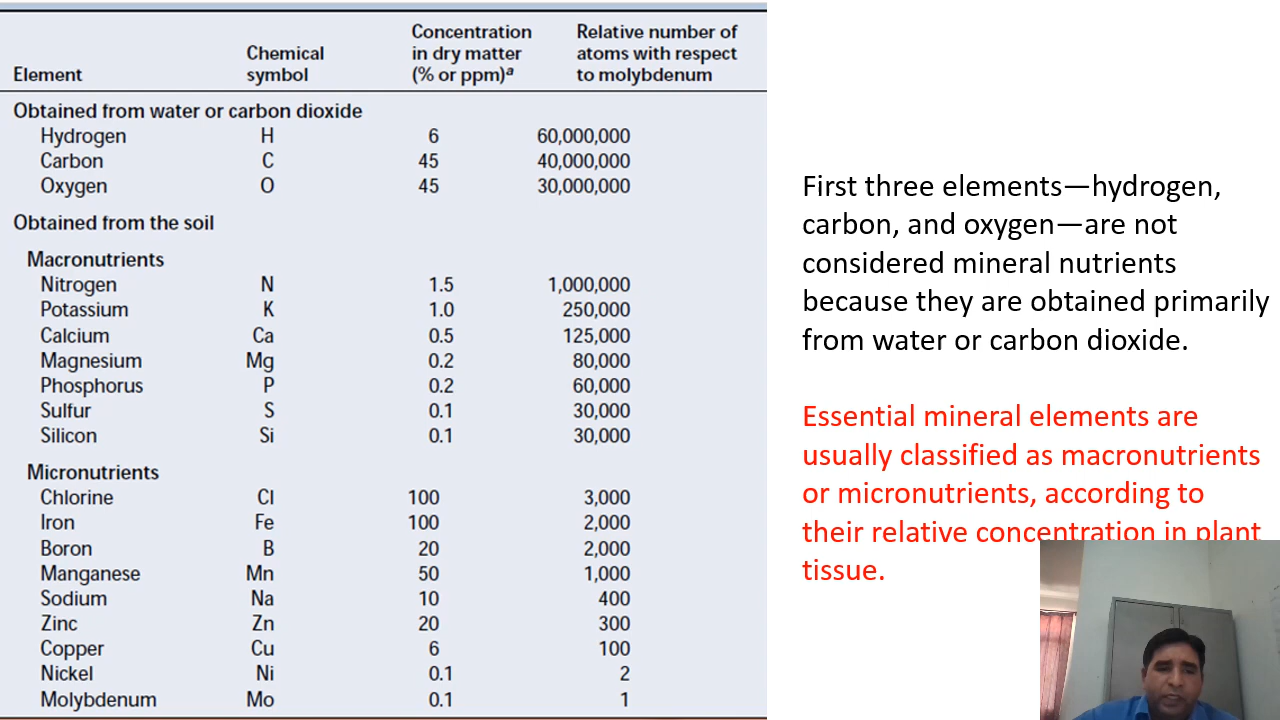 Element Chemical symbol Concentration in dry matter (% or ppm)ᵃ Relative number of atoms with respect to molybdenum
Obtained from water or carbon dioxide
Hydrogen H 6 60,000,000
Carbon C 45 40,000,000
Oxygen O 45 30,000,000
Obtained from the soil
Macronutrients
Nitrogen N 1.5 1,000,000
Potassium K 1.0 250,000
Calcium Ca 0.5 125,000
Magnesium Mg 0.2 80,000
Phosphorus P 0.2 60,000
Sulfur S 0.1 30,000
Silicon Si 0.1 30,000
Micronutrients
Chlorine Cl 100 3,000
Iron Fe 100 2,000
Boron B 20 2,000
Manganese Mn 50 1,000
Sodium Na 10 400
Zinc Zn 20 300
Copper Cu 6 100
Nickel Ni 0.1 2
Molybdenum Mo 0.1 1
First three elements—hydrogen,
carbon, and oxygen—are not
considered mineral nutrients
because they are obtained primarily
from water or carbon dioxide.
Essential mineral elements are
usually classified as macronutrients
or micronutrients, according to
their relative concentration in plant
tissue.